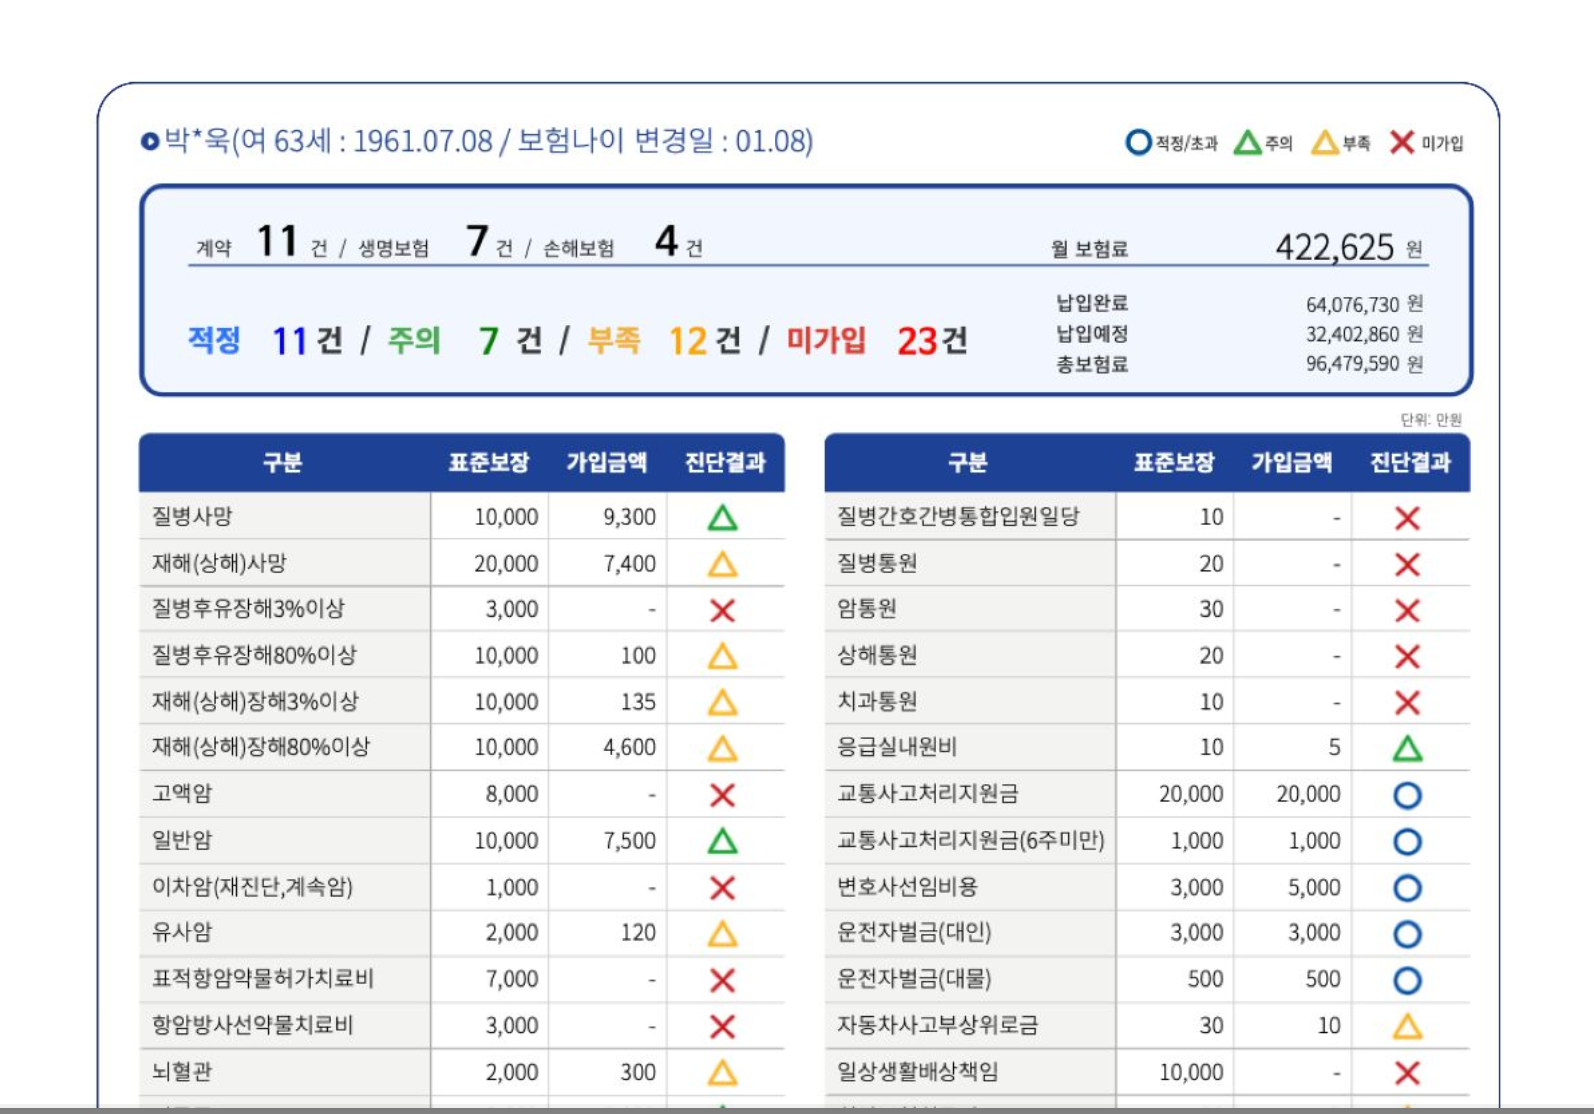 박*욱(여 63세 : 1961.07.08 / 보험나이 변경일 : 01.08)
적정/초과 주의 부족 미가입
계약 11 건 / 생명보험 7 건 / 손해보험 4 건
월 보험료 422,625 원
적정 11 건 / 주의 7 건 / 부족 12 건 / 미가입 23 건
납입완료 64,076,730 원
납입예정 32,402,860 원
총보험료 96,479,590 원
단위: 만원
구분 표준보장 가입금액 진단결과
질병사망 10,000 9,300 △
재해(상해)사망 20,000 7,400 △
질병후유장해3%이상 3,000 - X
질병후유장해80%이상 10,000 100 △
재해(상해)장해3%이상 10,000 135 △
재해(상해)장해80%이상 10,000 4,600 △
고액암 8,000 - X
일반암 10,000 7,500 △
이차암(재진단,계속암) 1,000 - X
유사암 2,000 120 △
표적항암약물허가치료비 7,000 - X
항암방사선약물치료비 3,000 - X
뇌혈관 2,000 300 △
구분 표준보장 가입금액 진단결과
질병간호간병통합입원일당 10 - X
질병통원 20 - X
암통원 30 - X
상해통원 20 - X
치과통원 10 - X
응급실내원비 10 5 △
교통사고처리지원금 20,000 20,000 O
교통사고처리지원금(6주미만) 1,000 1,000 O
변호사선임비용 3,000 5,000 O
운전자벌금(대인) 3,000 3,000 O
운전자벌금(대물) 500 500 O
자동차사고부상위로금 30 10 △
일상생활배상책임 10,000 - X